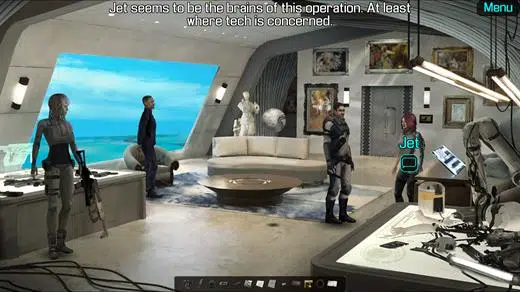 Jet seems to be the brains of this operation. At least
where tech is concerned.
Menu
Jet